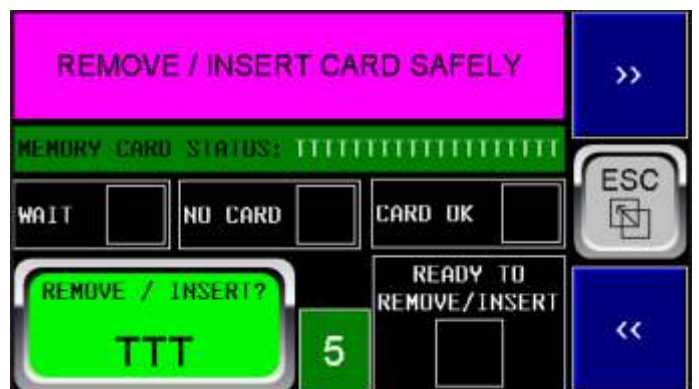 REMOVE / INSERT CARD SAFELY
>>
MEMORY CARD STATUS: TTTTTTTTTTTTTTTTTTTT
ESC
WAIT
NO CARD
CARD OK
REMOVE / INSERT?
TTT
5
READY TO
REMOVE/INSERT
<<